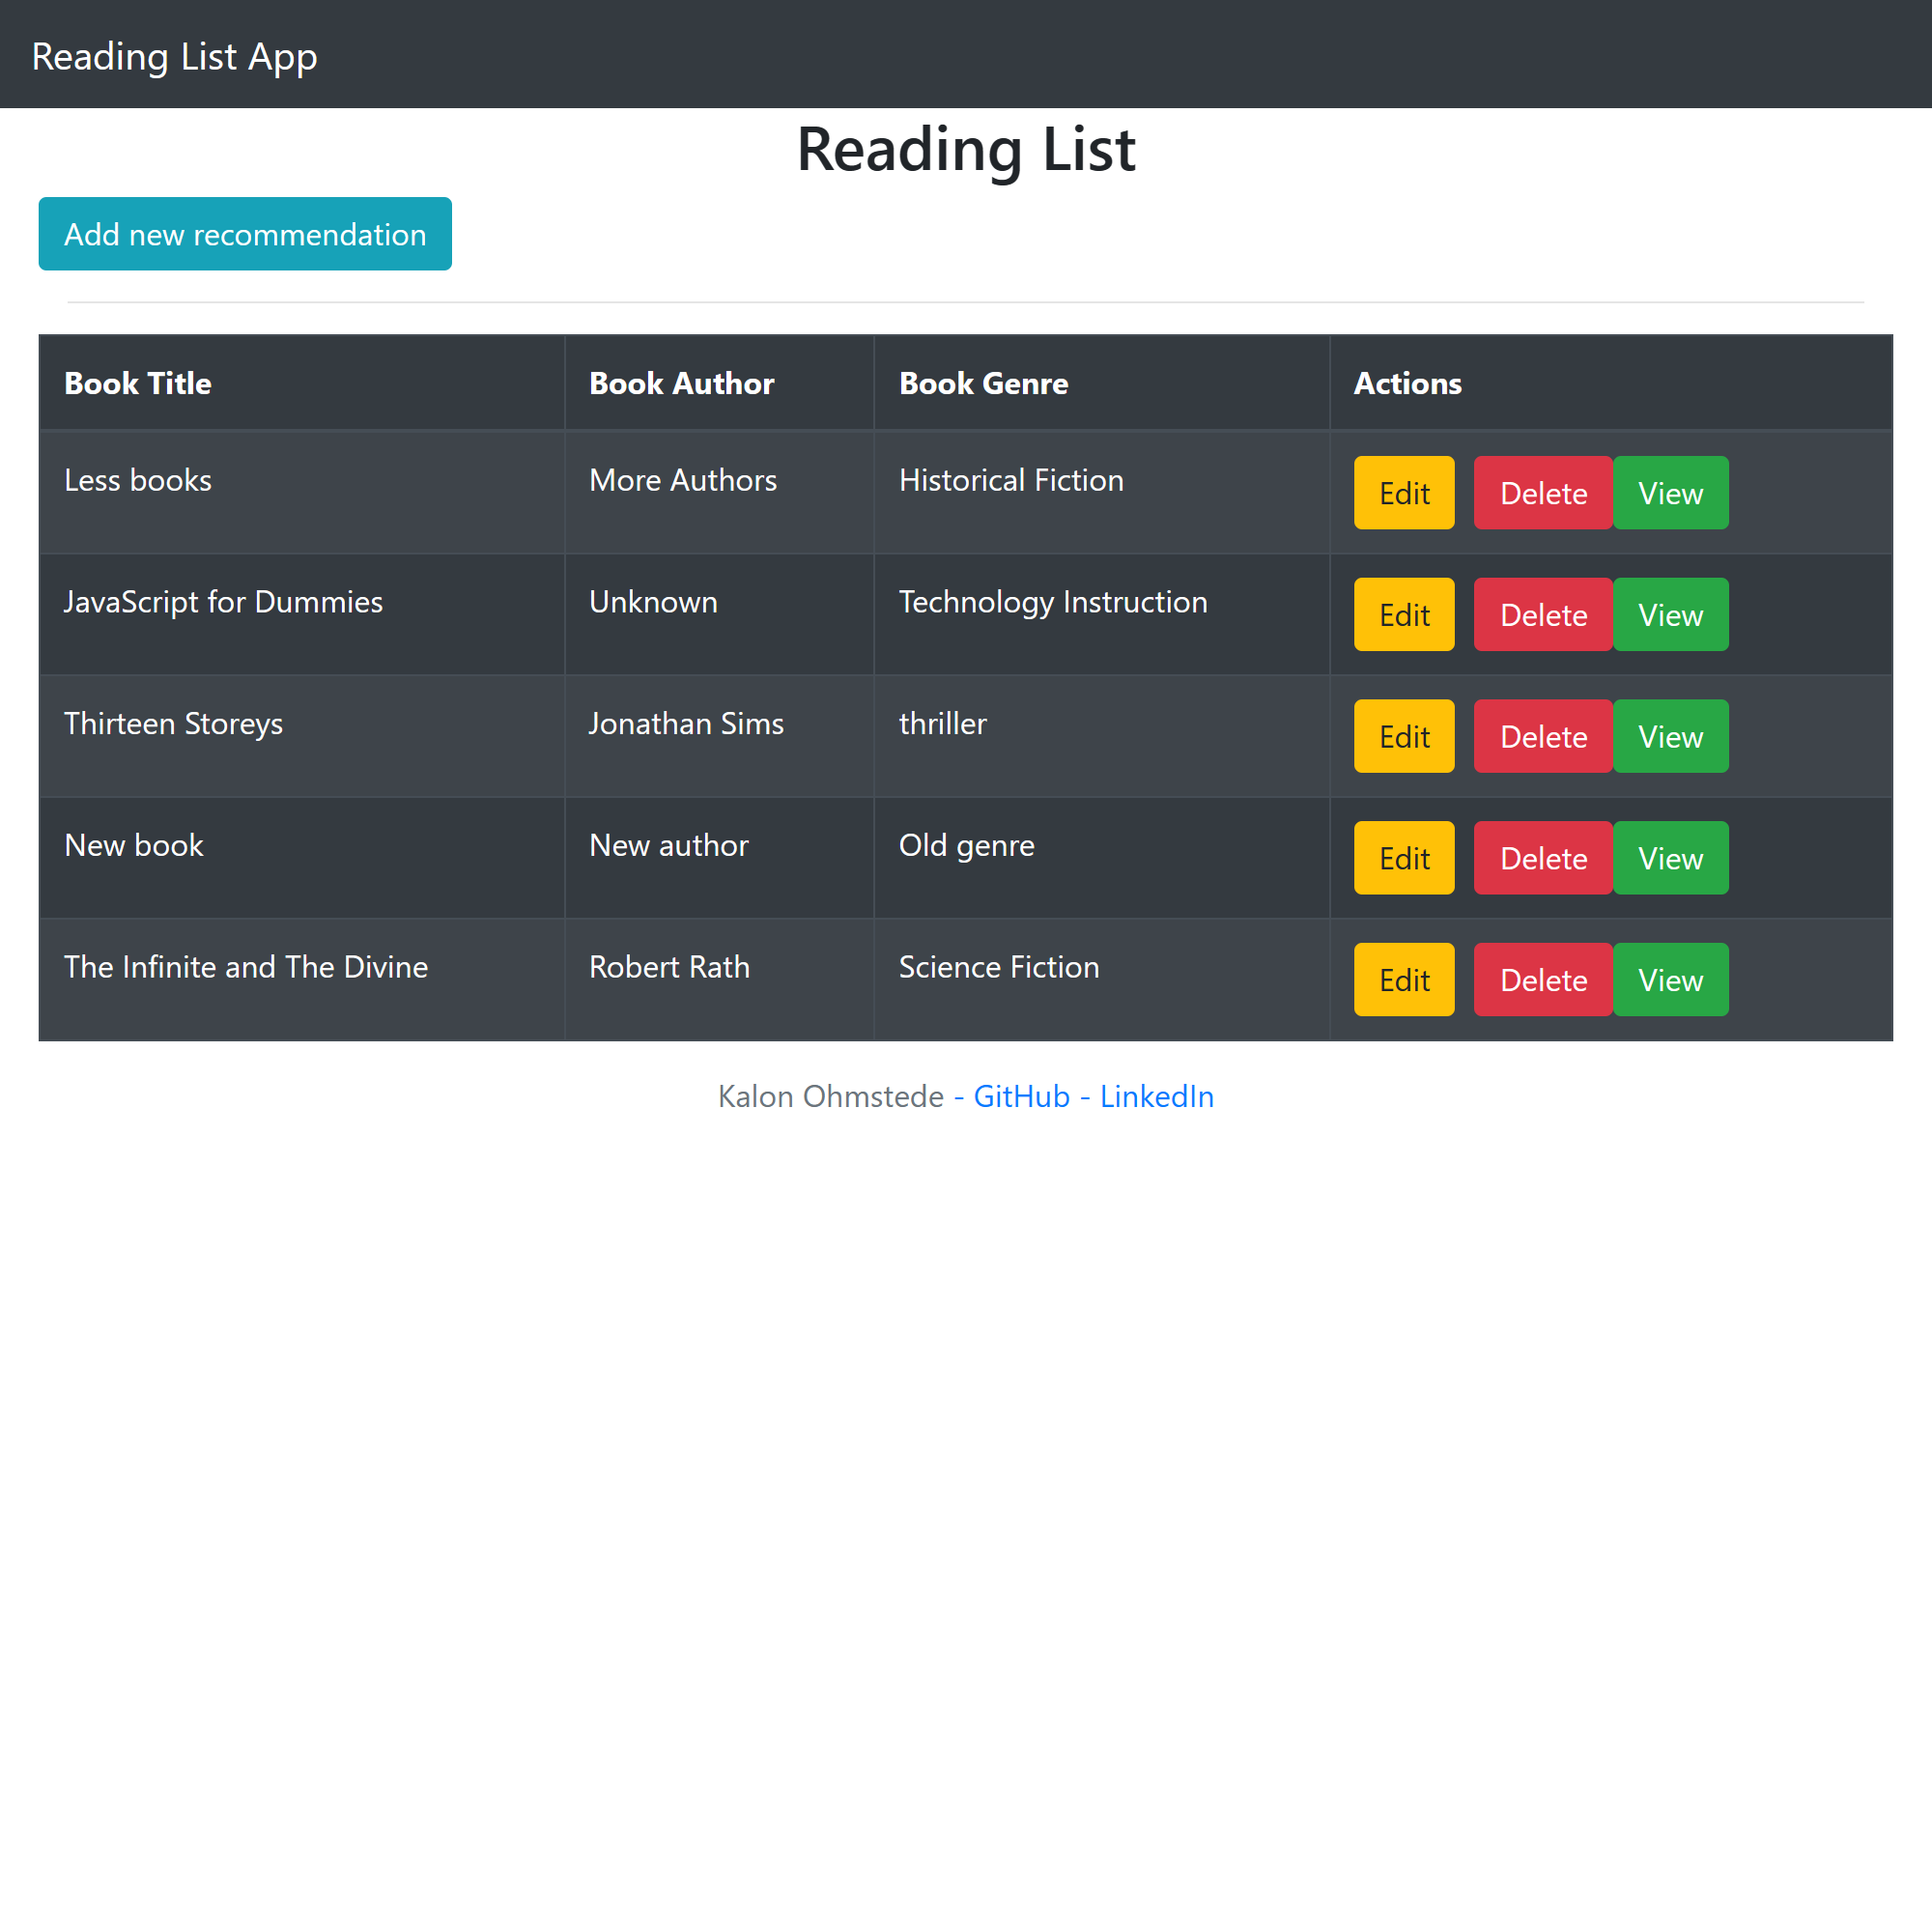 Reading List App
Reading List
Add new recommendation
Book Title Book Author Book Genre Actions
Less books More Authors Historical Fiction Edit Delete View
JavaScript for Dummies Unknown Technology Instruction Edit Delete View
Thirteen Storeys Jonathan Sims thriller Edit Delete View
New book New author Old genre Edit Delete View
The Infinite and The Divine Robert Rath Science Fiction Edit Delete View
Kalon Ohmstede - GitHub - LinkedIn